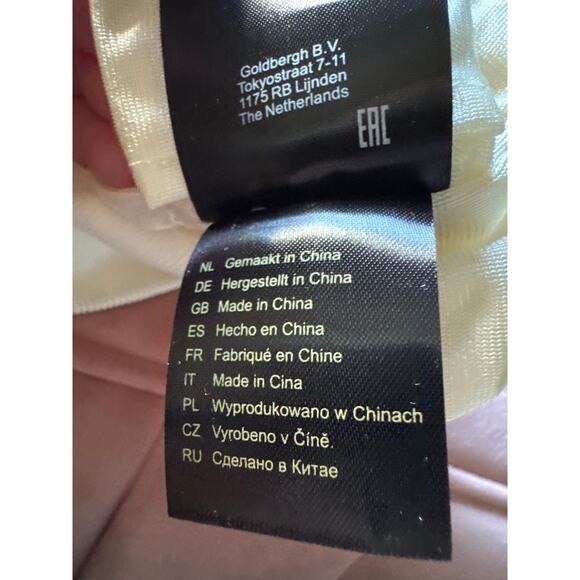 Goldbergh B.V.
Tokyostraat 7-11
1175 RB Lijnden
The Netherlands
EAC
NL Gemaakt in China
DE Hergestellt in China
GB Made in China
ES Hecho en China
FR Fabriqué en Chine
IT Made in Cina
PL Wyprodukowano w Chinach
CZ Vyrobeno v Číně.
RU Сделано в Китае